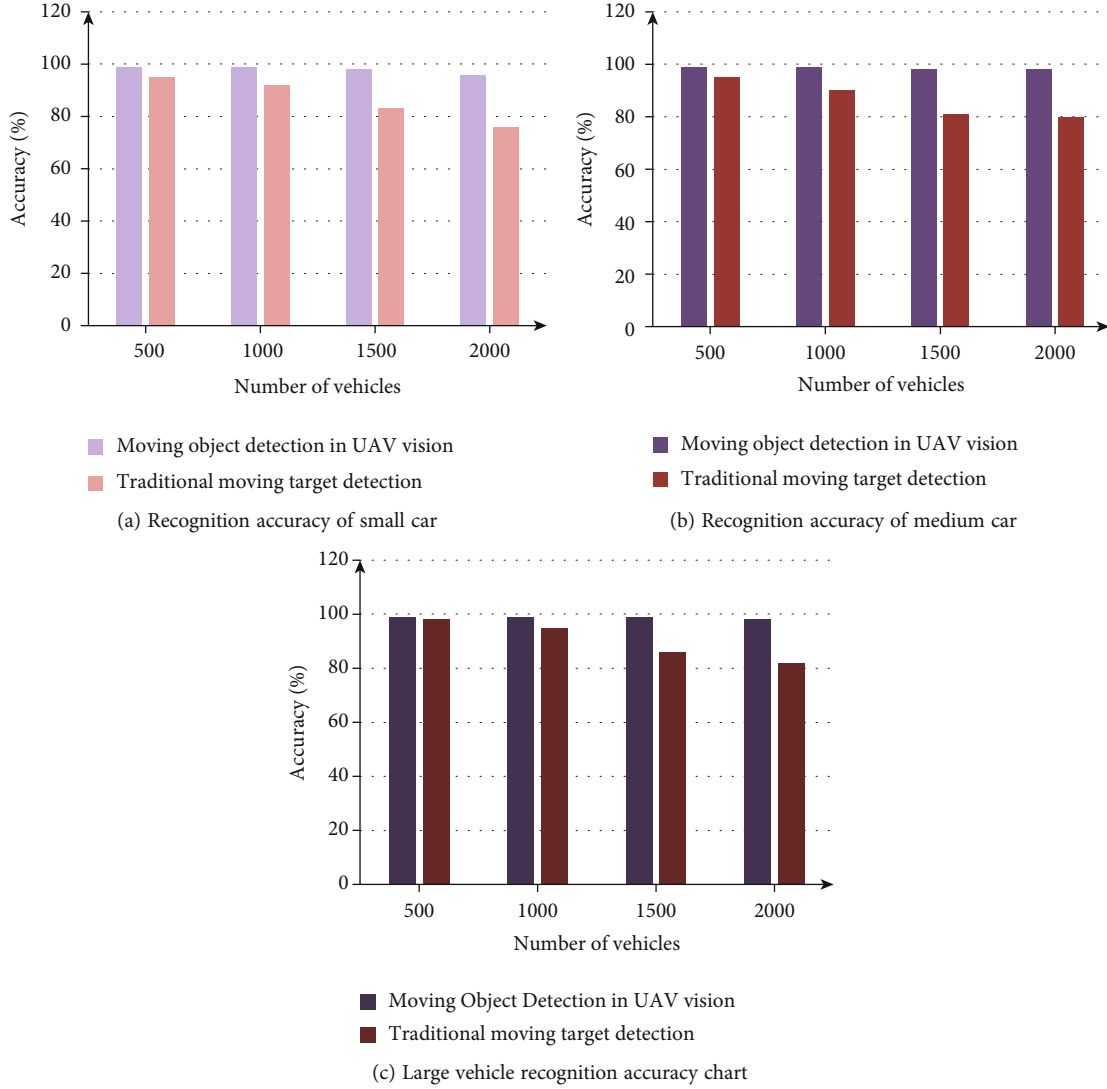 120
100
80
60
40
20
0
Accuracy (%)
500 1000 1500 2000
Number of vehicles
Moving object detection in UAV vision
Traditional moving target detection
(a) Recognition accuracy of small car
120
100
80
60
40
20
0
Accuracy (%)
500 1000 1500 2000
Number of vehicles
Moving object detection in UAV vision
Traditional moving target detection
(b) Recognition accuracy of medium car
120
100
80
60
40
20
0
Accuracy (%)
500 1000 1500 2000
Number of vehicles
Moving Object Detection in UAV vision
Traditional moving target detection
(c) Large vehicle recognition accuracy chart